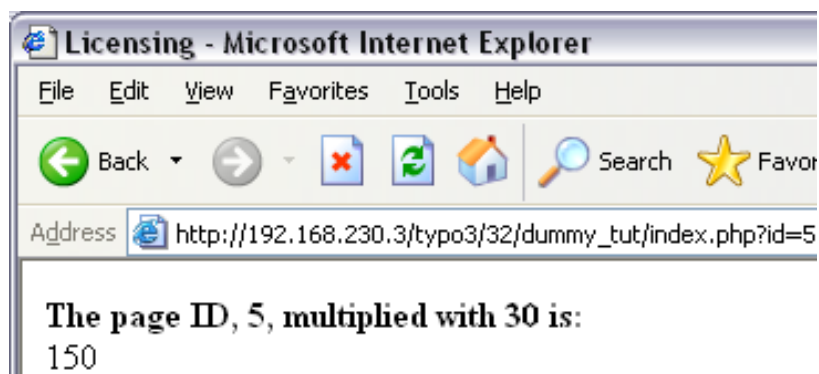 Licensing - Microsoft Internet Explorer
File Edit View Favorites Tools Help
Back Search Favor
Address http://192.168.230.3/typo3/32/dummy_tut/index.php?id=5
The page ID, 5, multiplied with 30 is:
150